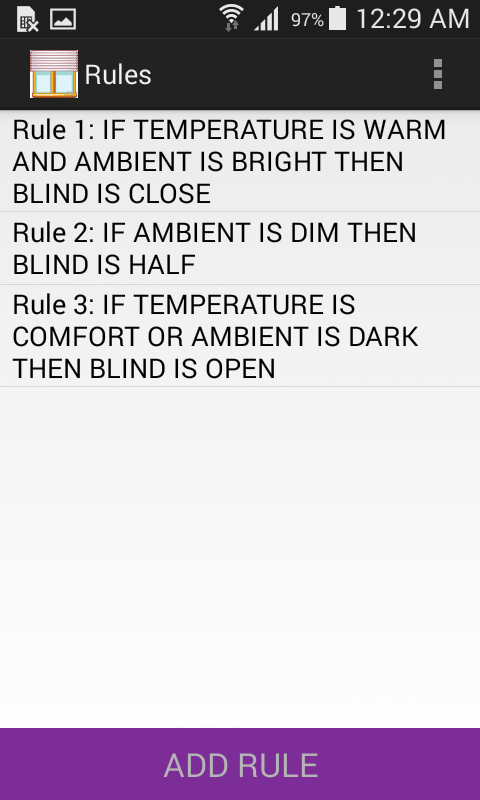 97% 12:29 AM
Rules
Rule 1: IF TEMPERATURE IS WARM
AND AMBIENT IS BRIGHT THEN
BLIND IS CLOSE
Rule 2: IF AMBIENT IS DIM THEN
BLIND IS HALF
Rule 3: IF TEMPERATURE IS
COMFORT OR AMBIENT IS DARK
THEN BLIND IS OPEN
ADD RULE